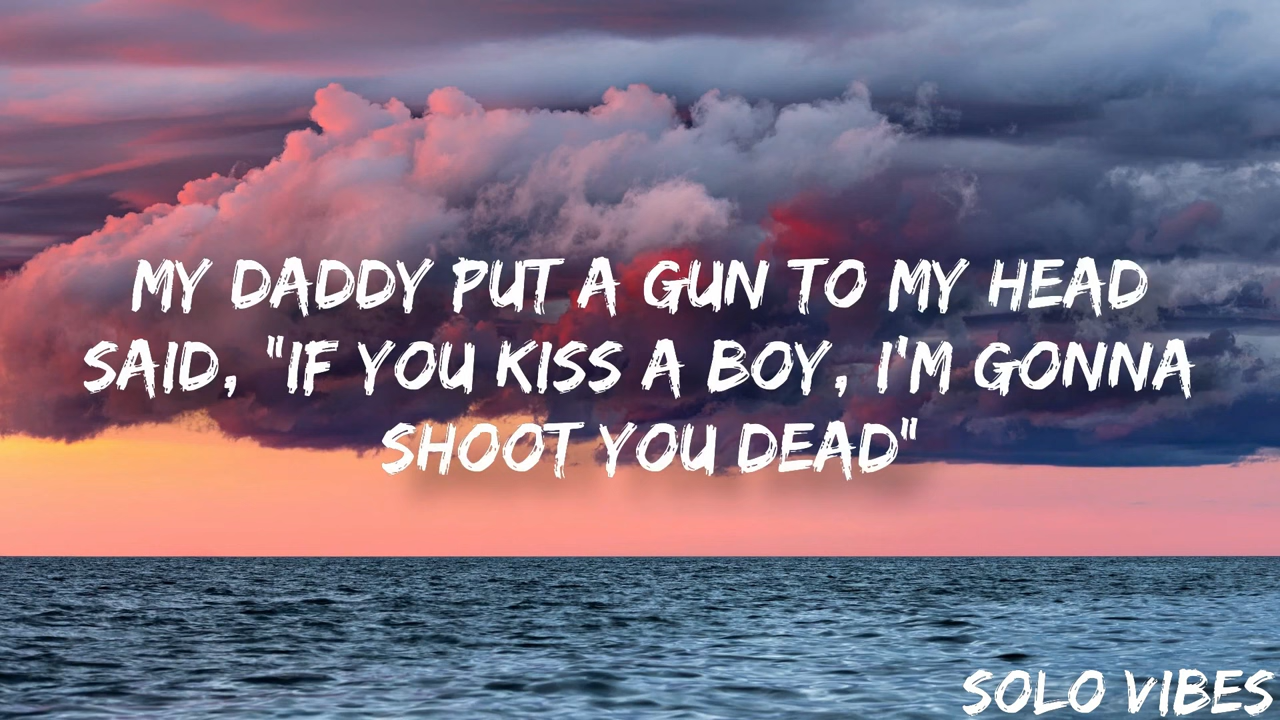 MY DADDY PUT A GUN TO MY HEAD
SAID, "IF YOU KISS A BOY, I'M GONNA
SHOOT YOU DEAD"
SOLO VIBES